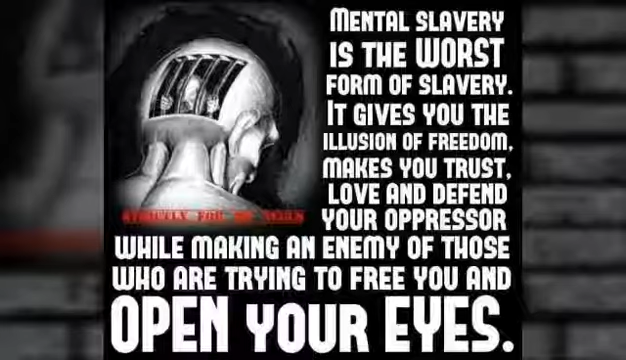 MENTAL SLAVERY
IS THE WORST
FORM OF SLAVERY.
IT GIVES YOU THE
ILLUSION OF FREEDOM,
MAKES YOU TRUST,
LOVE AND DEFEND
YOUR OPPRESSOR
WHILE MAKING AN ENEMY OF THOSE
WHO ARE TRYING TO FREE YOU AND
OPEN YOUR EYES.